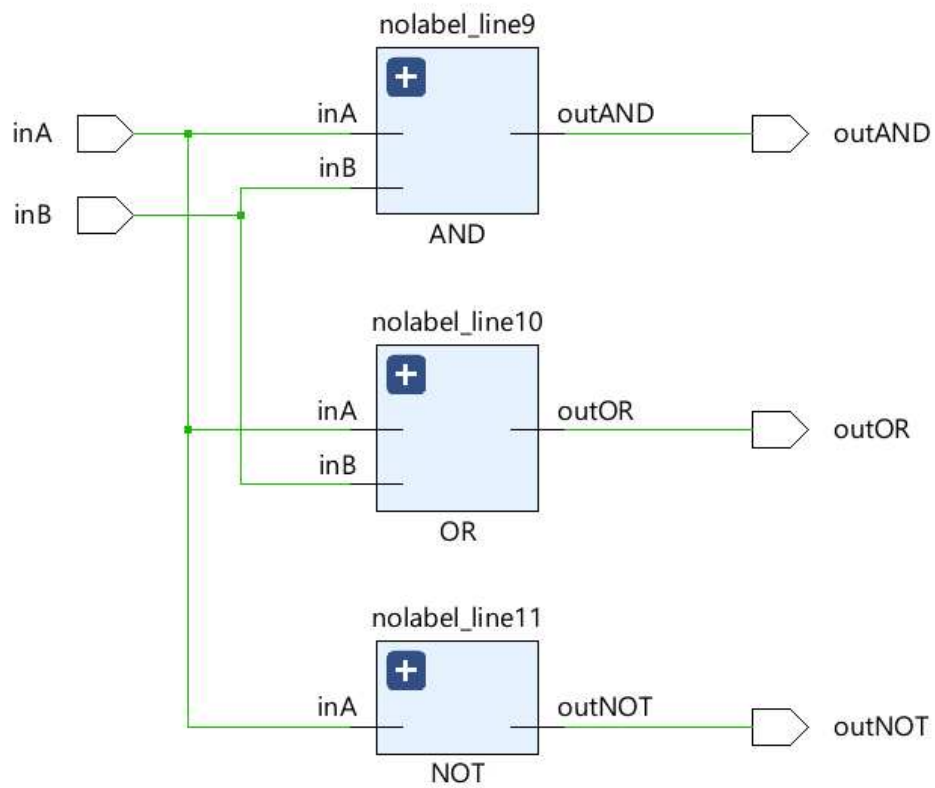 nolabel_line9
inA
inB
inA
inB
outAND
outAND
AND
nolabel_line10
inA
inB
outOR
outOR
OR
nolabel_line11
inA
outNOT
outNOT
NOT